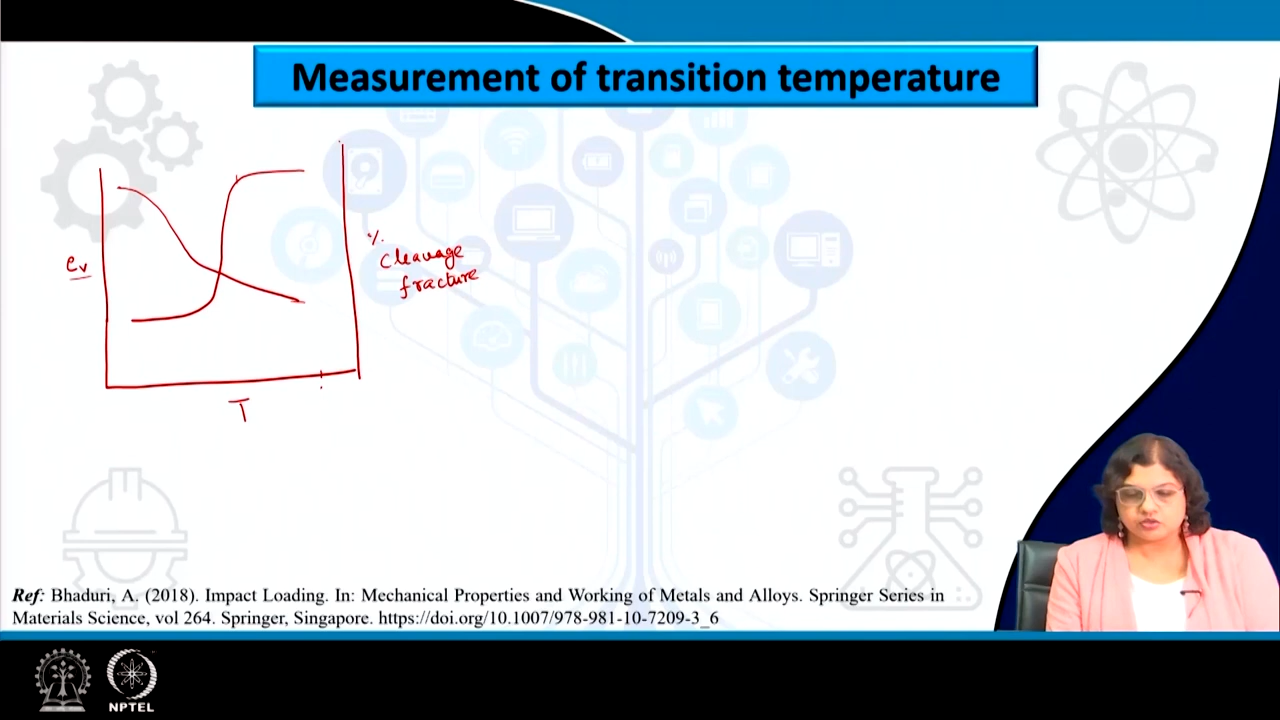 Measurement of transition temperature
ev
%
cleavage
fracture
T
Ref: Bhaduri, A. (2018). Impact Loading. In: Mechanical Properties and Working of Metals and Alloys. Springer Series in
Materials Science, vol 264. Springer, Singapore. https://doi.org/10.1007/978-981-10-7209-3_6
NPTEL